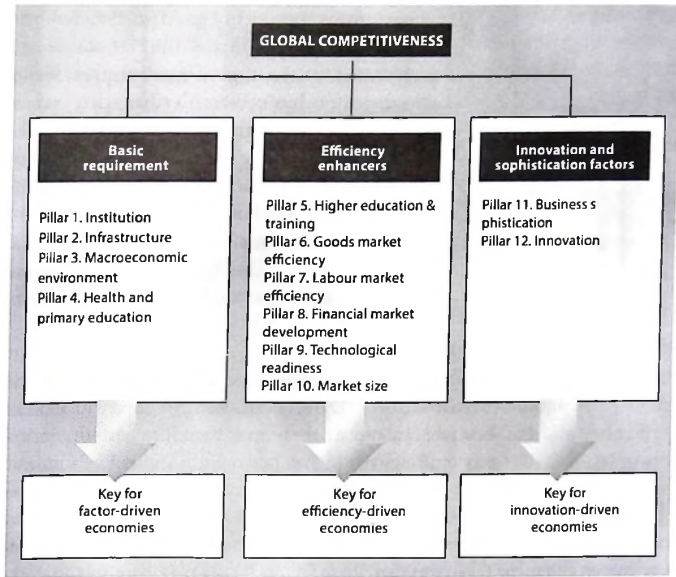 GLOBAL COMPETITIVENESS
Basic
requirement
Pillar 1. Institution
Pillar 2. Infrastructure
Pillar 3. Macroeconomic
environment
Pillar 4. Health and
primary education
Key for
factor-driven
economies
Efficiency
enhancers
Pillar 5. Higher education &
training
Pillar 6. Goods market
efficiency
Pillar 7. Labour market
efficiency
Pillar 8. Financial market
development
Pillar 9. Technological
readiness
Pillar 10. Market size
Key for
efficiency-driven
economies
Innovation and
sophistication factors
Pillar 11. Business s
phistication
Pillar 12. Innovation
Key for
innovation-driven
economies